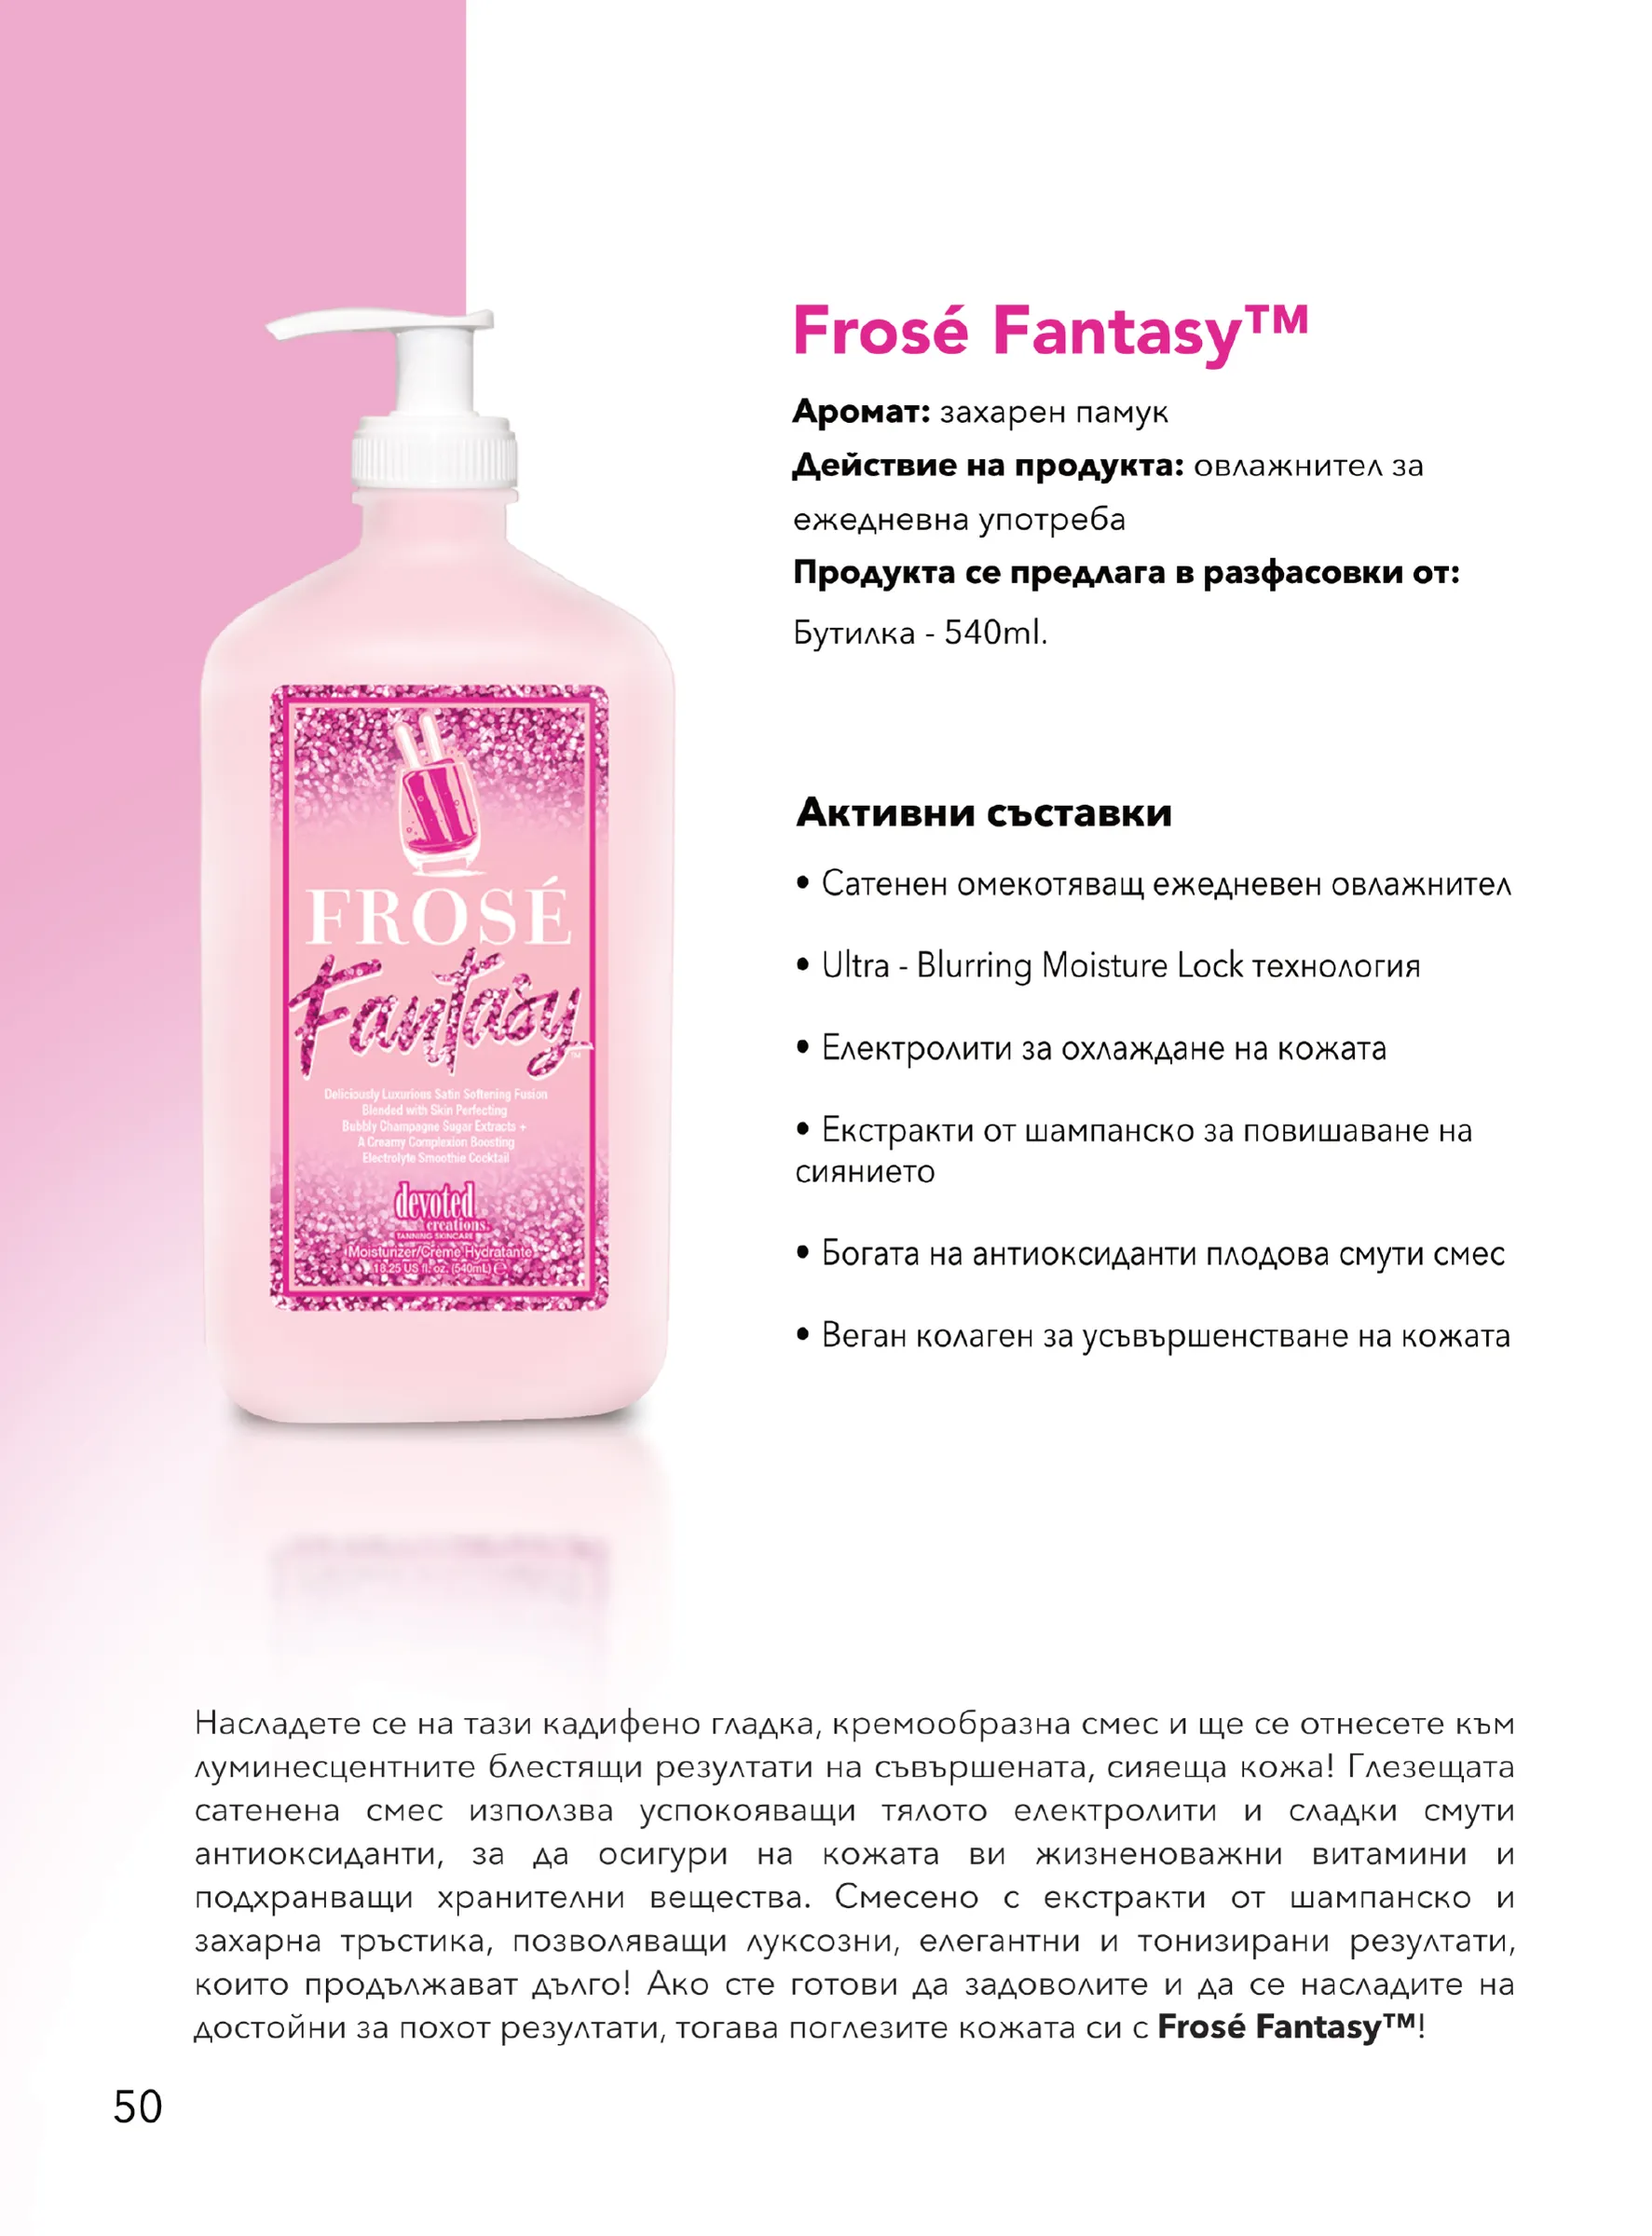 Frosé Fantasy™
Аромат: захарен памук
Действие на продукта: овлажнител за
ежедневна употреба
Продукта се предлага в разфасовки от:
Бутилка - 540ml.
FROSÉ
Fantasy™
Deliciously Luxurious Satin Softening Fusion
Blended with Skin Perfecting
Bubbly Champagne Sugar Extracts +
A Creamy Complexion Boosting
Electrolyte Smoothie Cocktail
devoted
creations.
TANNING SKINCARE
Moisturizer/Crème Hydratante
18.25 US fl. oz. (540mL) ℮
Активни съставки
• Сатенен омекотяващ ежедневен овлажнител
• Ultra - Blurring Moisture Lock технология
• Електролити за охлаждане на кожата
• Екстракти от шампанско за повишаване на
сиянието
• Богата на антиоксиданти плодова смути смес
• Веган колаген за усъвършенстване на кожата
Насладете се на тази кадифено гладка, кремообразна смес и ще се отнесете към
луминесцентните блестящи резултати на съвършената, сияеща кожа! Глезещата
сатенена смес използва успокояващи тялото електролити и сладки смути
антиоксиданти, за да осигури на кожата ви жизненоважни витамини и
подхранващи хранителни вещества. Смесено с екстракти от шампанско и
захарна тръстика, позволяващи луксозни, елегантни и тонизирани резултати,
които продължават дълго! Ако сте готови да задоволите и да се насладите на
достойни за похот резултати, тогава поглезите кожата си с Frosé Fantasy™!
50